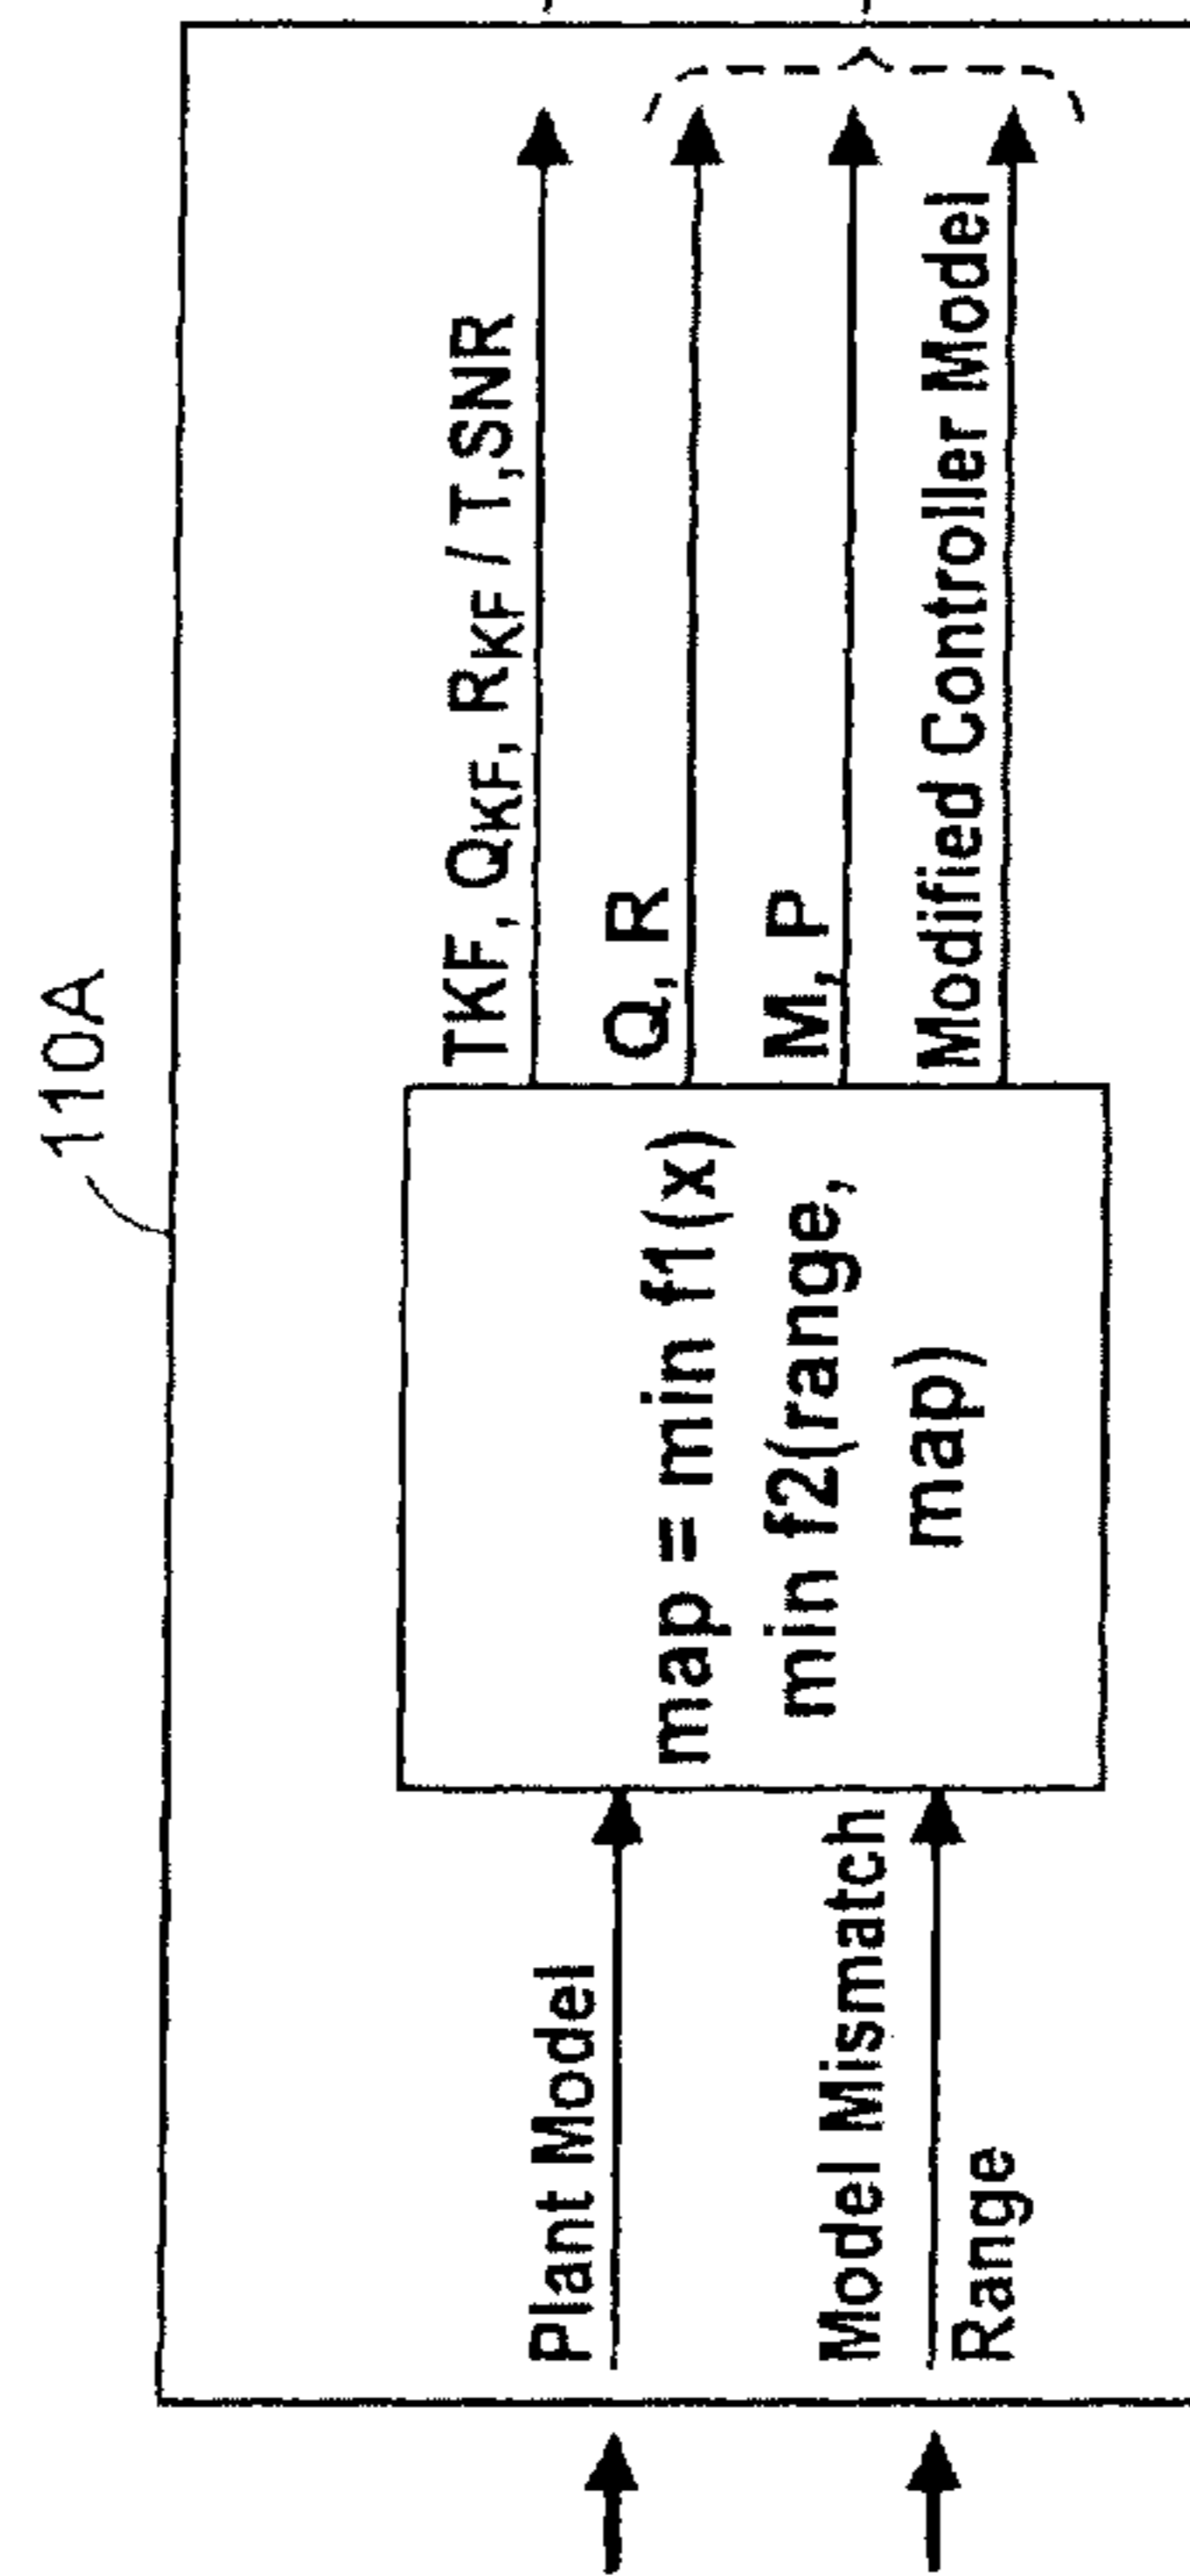 110A
Plant Model
Model Mismatch
Range
map = min f1(x)
min f2(range,
map)
TKF, QKF, RKF / T,SNR
Q, R
M, P
Modified Controller Model